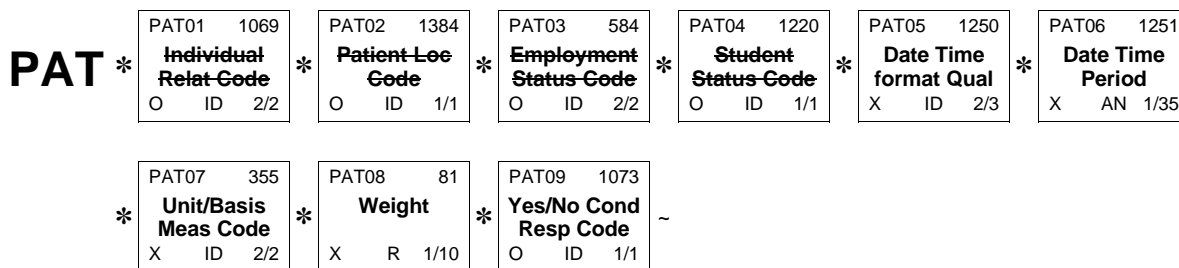 PAT01 1069 PAT02 1384 PAT03 584 PAT04 1220 PAT05 1250 PAT06 1251
PAT * Individual * Patient Loc * Employment * Student * Date Time * Date Time
Relat Code Code Status Code Status Code format Qual Period
O ID 2/2 O ID 1/1 O ID 2/2 O ID 1/1 X ID 2/3 X AN 1/35
PAT07 355 PAT08 81 PAT09 1073
* Unit/Basis * Weight * Yes/No Cond ~
Meas Code Resp Code
X ID 2/2 X R 1/10 O ID 1/1